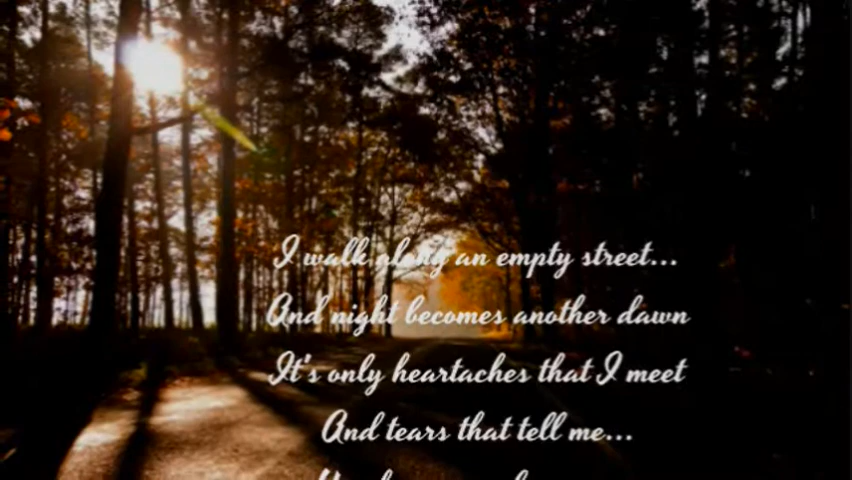 I walk along an empty street...
And night becomes another dawn
It's only heartaches that I meet
And tears that tell me...